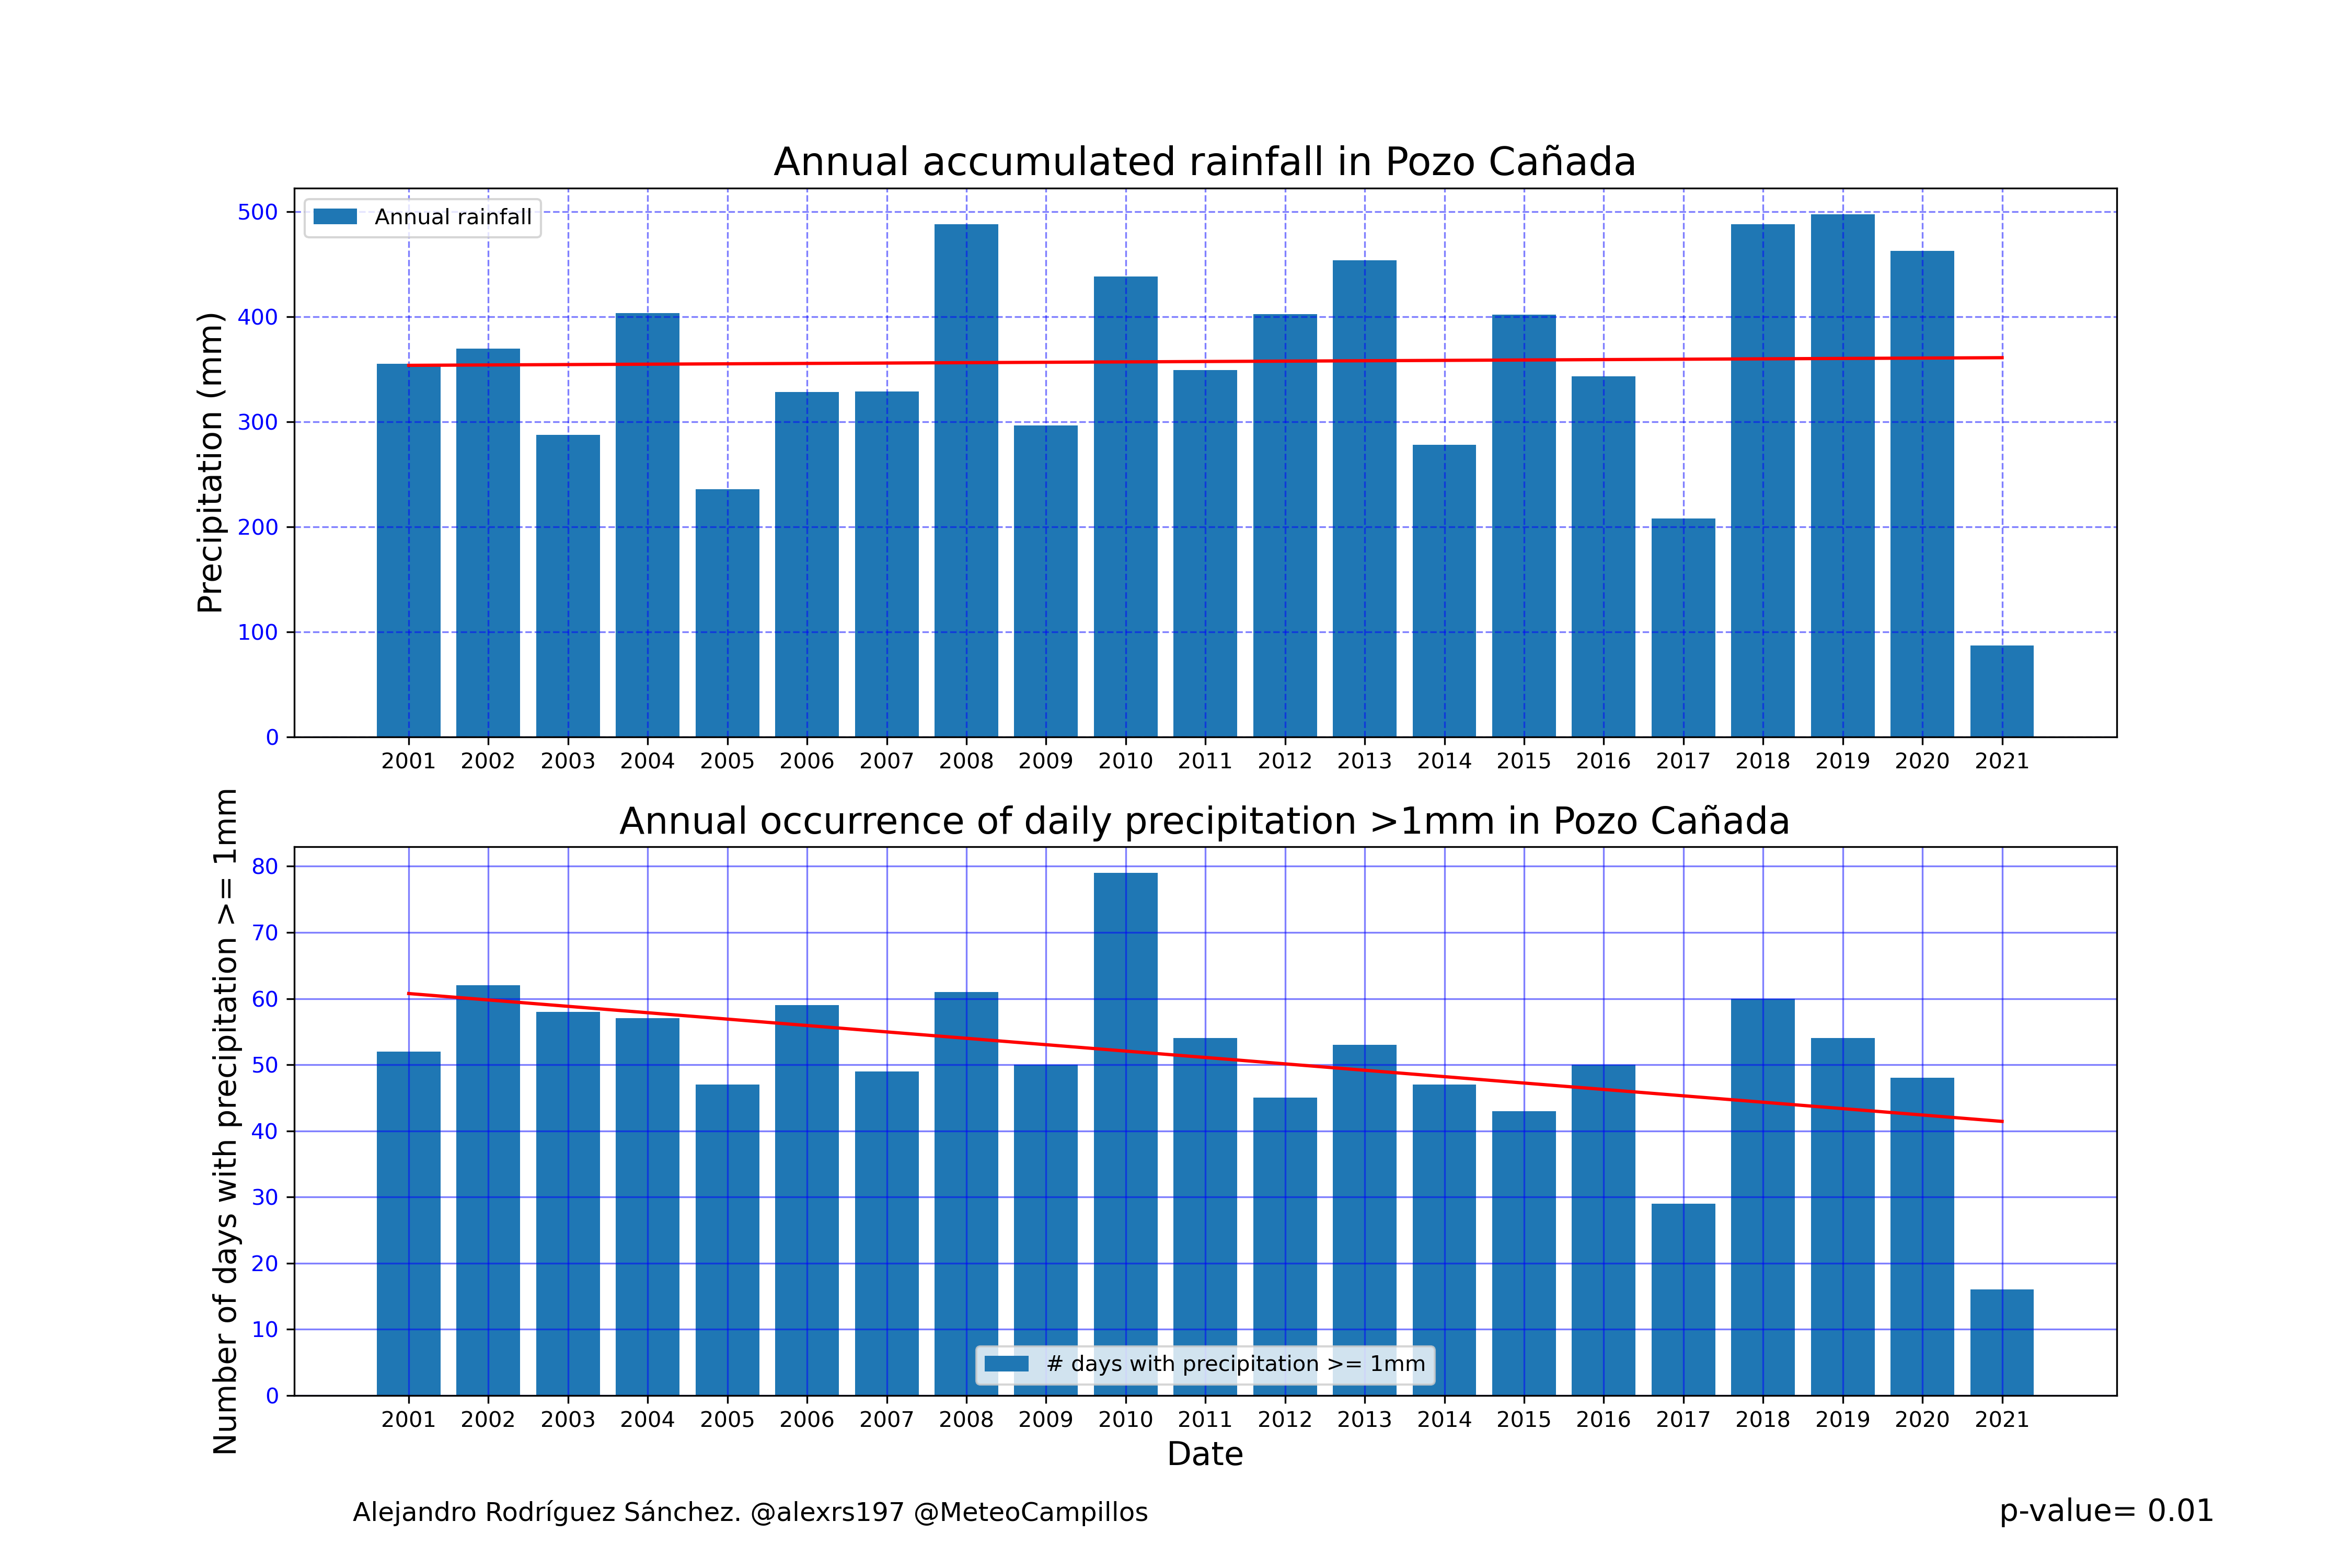 Annual accumulated rainfall in Pozo Cañada
Annual rainfall
Precipitation (mm)
500
400
300
200
100
0
2001 2002 2003 2004 2005 2006 2007 2008 2009 2010 2011 2012 2013 2014 2015 2016 2017 2018 2019 2020 2021
Annual occurrence of daily precipitation >1mm in Pozo Cañada
Number of days with precipitation >= 1mm
80
70
60
50
40
30
20
10
0
# days with precipitation >= 1mm
2001 2002 2003 2004 2005 2006 2007 2008 2009 2010 2011 2012 2013 2014 2015 2016 2017 2018 2019 2020 2021
Date
Alejandro Rodríguez Sánchez. @alexrs197 @MeteoCampillos
p-value= 0.01